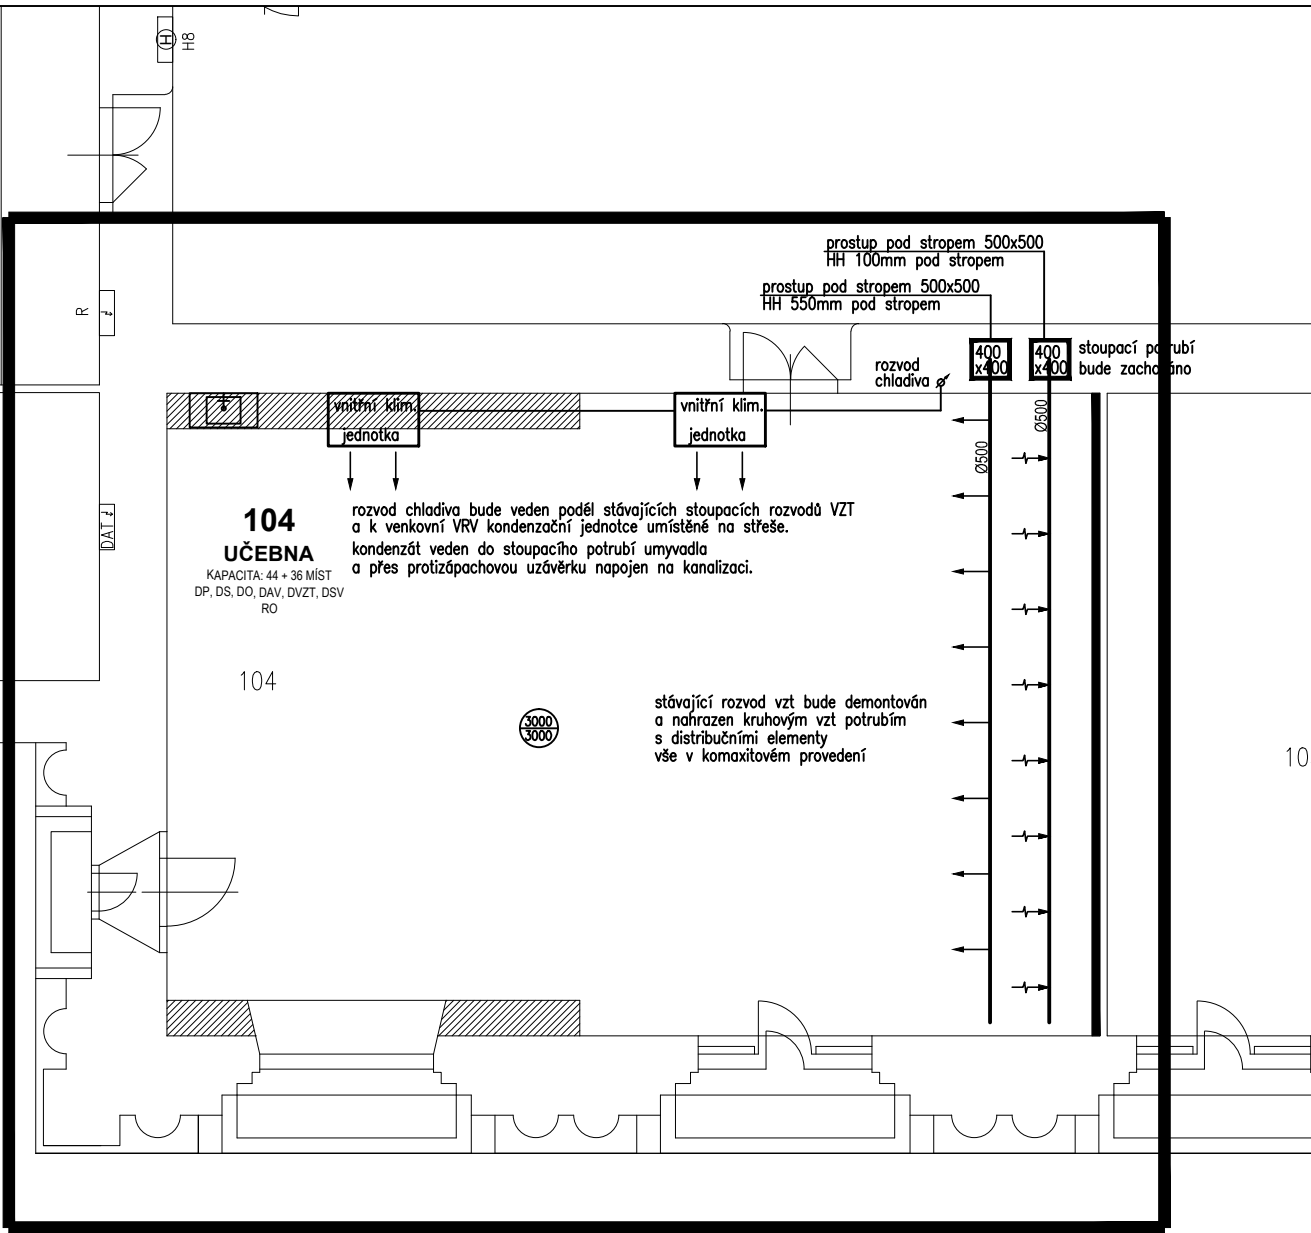 H
H8
prostup pod stropem 500x500
HH 100mm pod stropem
prostup pod stropem 500x500
HH 550mm pod stropem
R
400
x400
400
x400
stoupací potrubí
bude zachováno
rozvod
chladiva
vnitřní klim.
jednotka
vnitřní klim.
jednotka
Ø500
Ø500
DAT
rozvod chladiva bude veden podél stávajících stoupacích rozvodů VZT
a k venkovní VRV kondenzační jednotce umístěné na střeše.
kondenzát veden do stoupacího potrubí umyvadla
a přes protizápachovou uzávěrku napojen na kanalizaci.
104
UČEBNA
KAPACITA: 44 + 36 MÍST
DP, DS, DO, DAV, DVZT, DSV
RO
104
3000
3000
stávající rozvod vzt bude demontován
a nahrazen kruhovým vzt potrubím
s distribučními elementy
vše v komaxitovém provedení
10